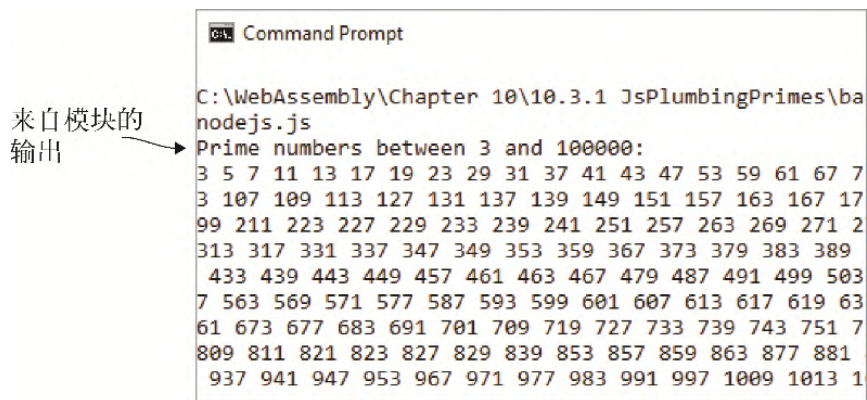 Command Prompt
C:\WebAssembly\Chapter 10\10.3.1 JsPlumbingPrimes\ba
nodejs.js
来自模块的
输出
Prime numbers between 3 and 100000:
3 5 7 11 13 17 19 23 29 31 37 41 43 47 53 59 61 67 7
3 107 109 113 127 131 137 139 149 151 157 163 167 17
99 211 223 227 229 233 239 241 251 257 263 269 271 2
313 317 331 337 347 349 353 359 367 373 379 383 389
433 439 443 449 457 461 463 467 479 487 491 499 503
7 563 569 571 577 587 593 599 601 607 613 617 619 63
61 673 677 683 691 701 709 719 727 733 739 743 751 7
809 811 821 823 827 829 839 853 857 859 863 877 881
937 941 947 953 967 971 977 983 991 997 1009 1013 1